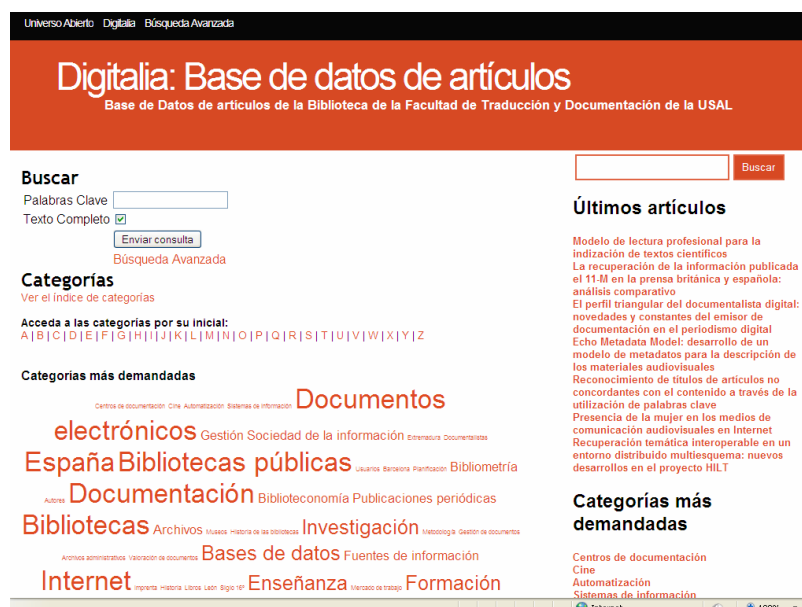 Universo Abierto Digitalia Búsqueda Avanzada
Digitalia: Base de datos de artículos
Base de Datos de articulos de la Biblioteca de la Facultad de Traducción y Documentación de la USAL
Buscar
Palabras Clave
Texto Completo
Enviar consulta
Búsqueda Avanzada
Categorías
Ver el índice de categorías
Acceda a las categorías por su inicial:
A | B | C | D | E | F | G | H | I | J | K | L | M | N | O | P | Q | R | S | T | U | V | W | X | Y | Z
Categorias más demandadas
Centros de documentación Cine Automatización Sistemas de información Documentos
electrónicos Gestión Sociedad de la información Extremadura Documentalistas
España Bibliotecas públicas Usuarios Barcelona Planificación Bibliometría
Autores Documentación Biblioteconomía Publicaciones periódicas
Bibliotecas Archivos Museos Historia de las bibliotecas Investigación Metodología Gestión de documentos
Archivos administrativos Valoración de documentos Bases de datos Fuentes de información
Internet Imprenta Historia Libros León Siglo 16º Enseñanza Mercado de trabajo Formación
Buscar
Últimos artículos
Modelo de lectura profesional para la
indización de textos científicos
La recuperación de la información publicada
el 11-M en la prensa británica y española:
análisis comparativo
El perfil triangular del documentalista digital:
novedades y constantes del emisor de
documentación en el periodismo digital
Echo Metadata Model: desarrollo de un
modelo de metadatos para la descripción de
los materiales audiovisuales
Reconocimiento de títulos de artículos no
concordantes con el contenido a través de la
utilización de palabras clave
Presencia de la mujer en los medios de
comunicación audiovisuales en Internet
Recuperación temática interoperable en un
entorno distribuido multiesquema: nuevos
desarrollos en el proyecto HILT
Categorías más
demandadas
Centros de documentación
Cine
Automatización
Sistemas de información